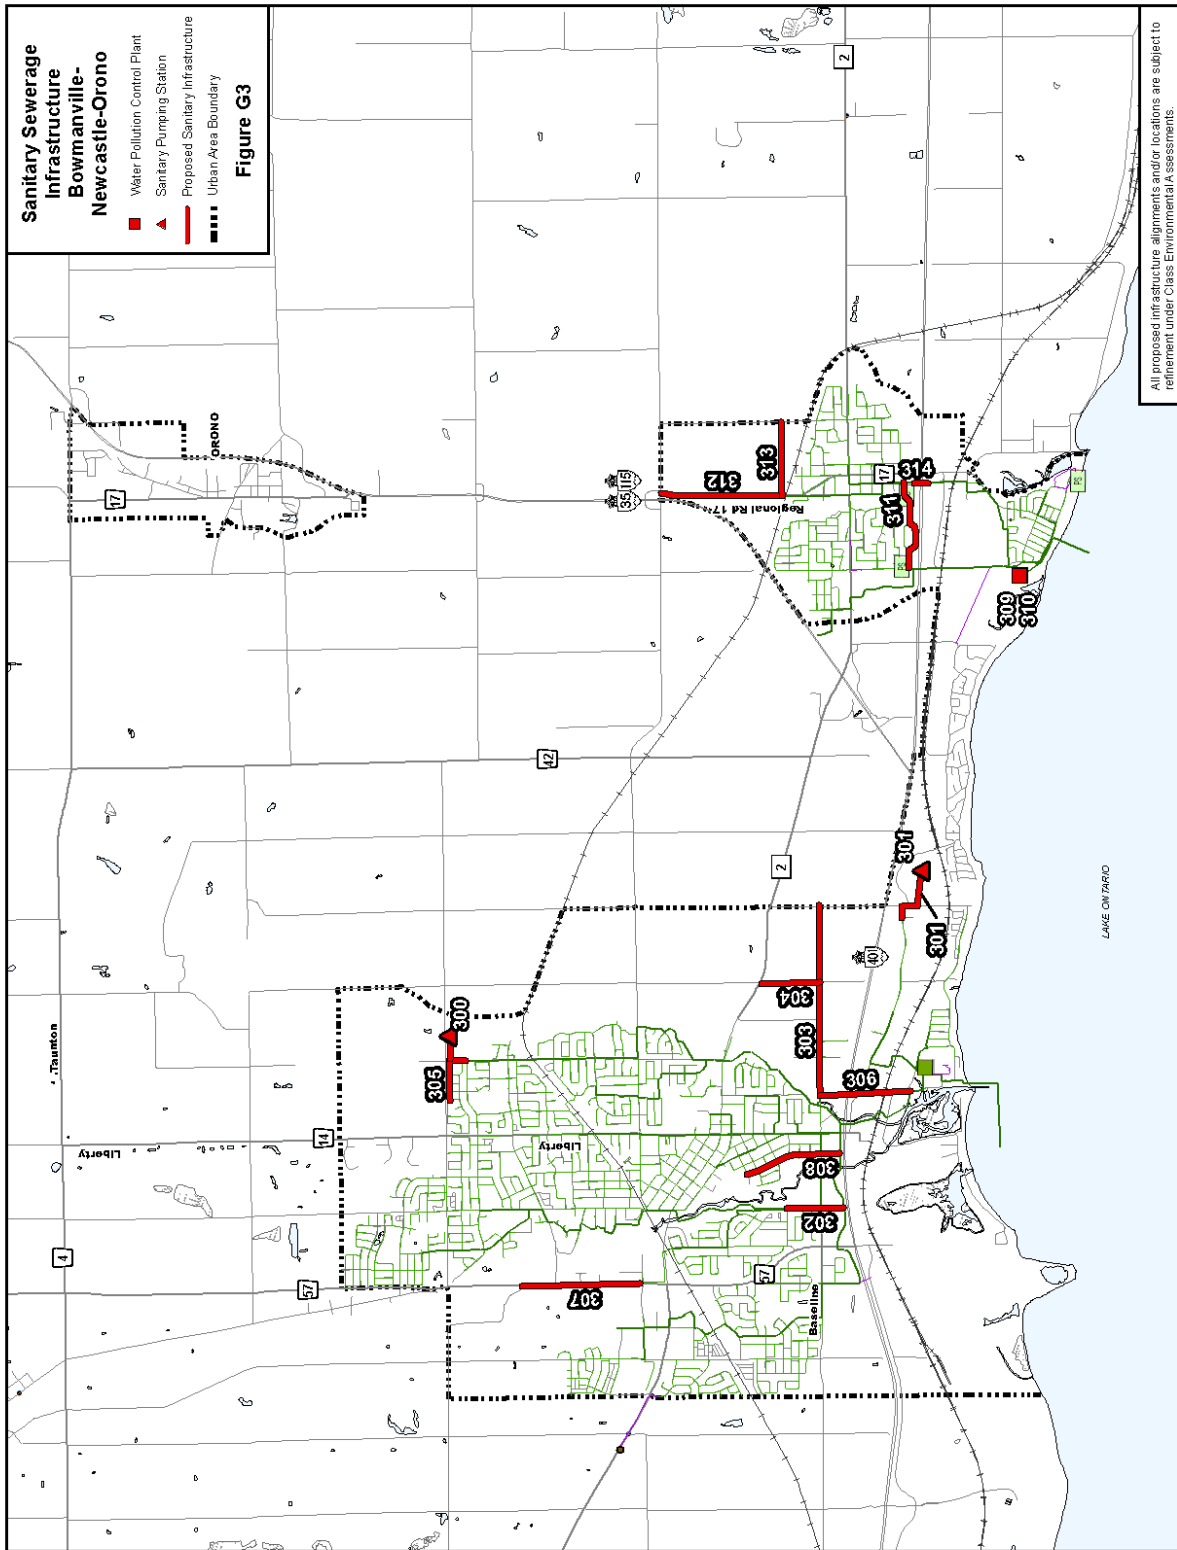 Sanitary Sewerage
Infrastructure
Bowmanville-
Newcastle-Orono
Water Pollution Control Plant
Sanitary Pumping Station
Proposed Sanitary Infrastructure
Urban Area Boundary
Figure G3
All proposed infrastructure alignments and/or locations are subject to
refinement under Class Environmental Assessments.
Taunton
4
Liberty
14
57
Liberty
57
Baseline
307
302
308
305
300
306
303
304
401
2
301
301
42
LAKE ONTARIO
17
ORONO
35
115
312
313
Regional Rd 17
17
314
311
PS
PS
309
310
2